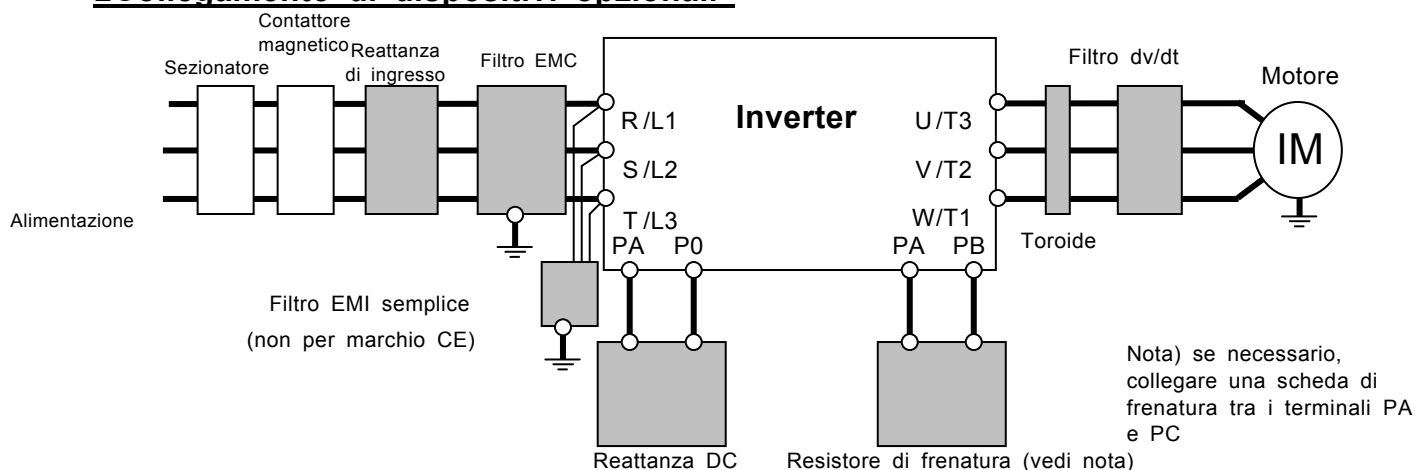 Contattore
magnetico
Reattanza
di ingresso
Sezionatore
Filtro EMC
Filtro dv/dt
Motore
Inverter
R/L1
U/T3
IM
S/L2
V/T2
Alimentazione
T/L3
W/T1
PA P0
PA PB
Toroide
Filtro EMI semplice
(non per marchio CE)
Nota) se necessario,
collegare una scheda di
frenatura tra i terminali PA
e PC
Reattanza DC
Resistore di frenatura (vedi nota)